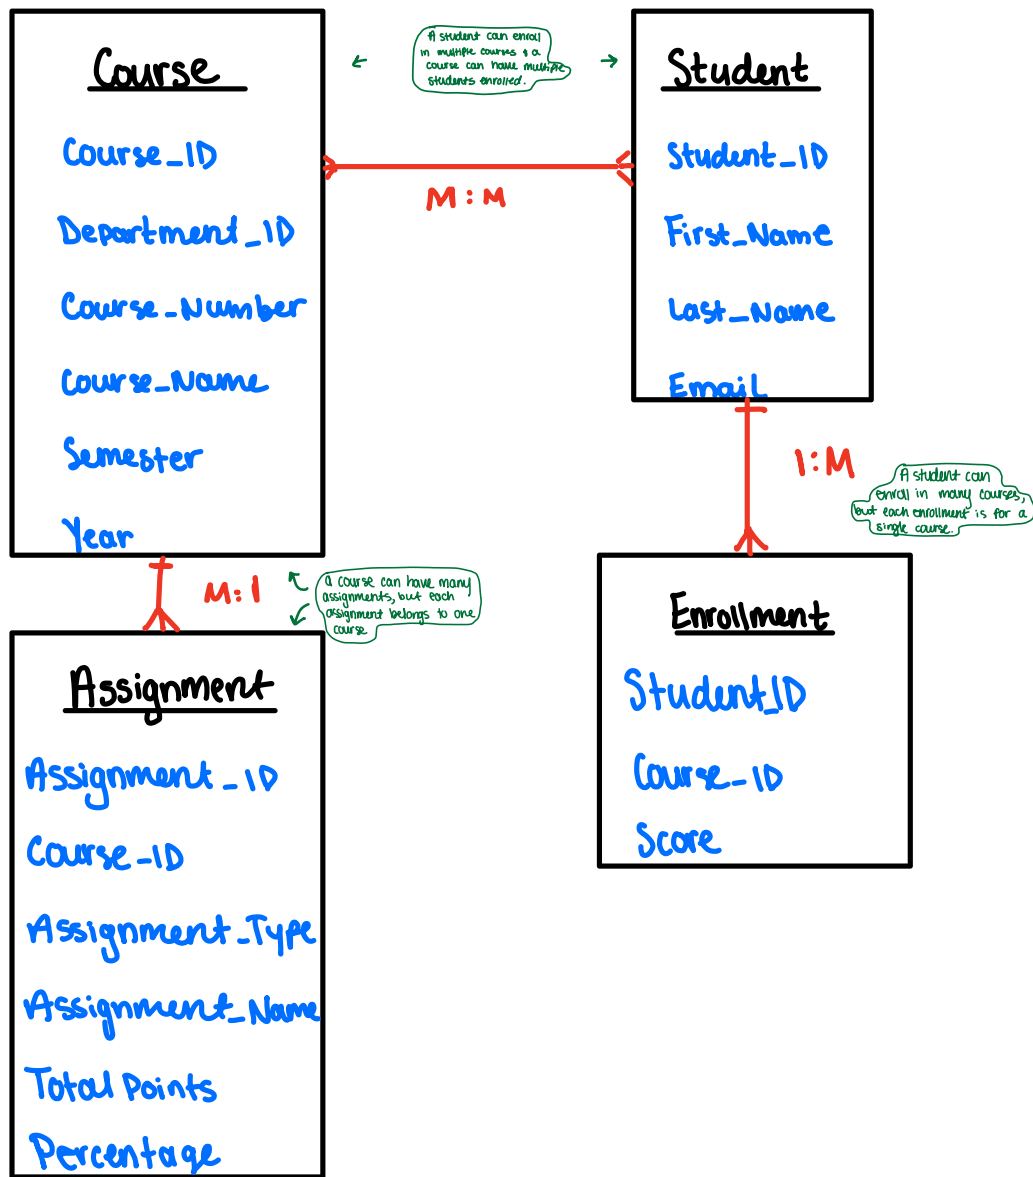 Course
Course_ID
Department_ID
Course_Number
Course_Name
Semester
Year
A student can enroll
in multiple courses & a
course can have multiple
students enrolled.
M:M
Student
Student_ID
First_Name
Last_Name
Email
1:M
A student can
enroll in many courses,
but each enrollment is for a
single course.
M:1
a course can have many
assignments, but each
assignment belongs to one
course
Assignment
Assignment_ID
Course_ID
Assignment_Type
Assignment_Name
Total Points
Percentage
Enrollment
Student_ID
Course_ID
Score